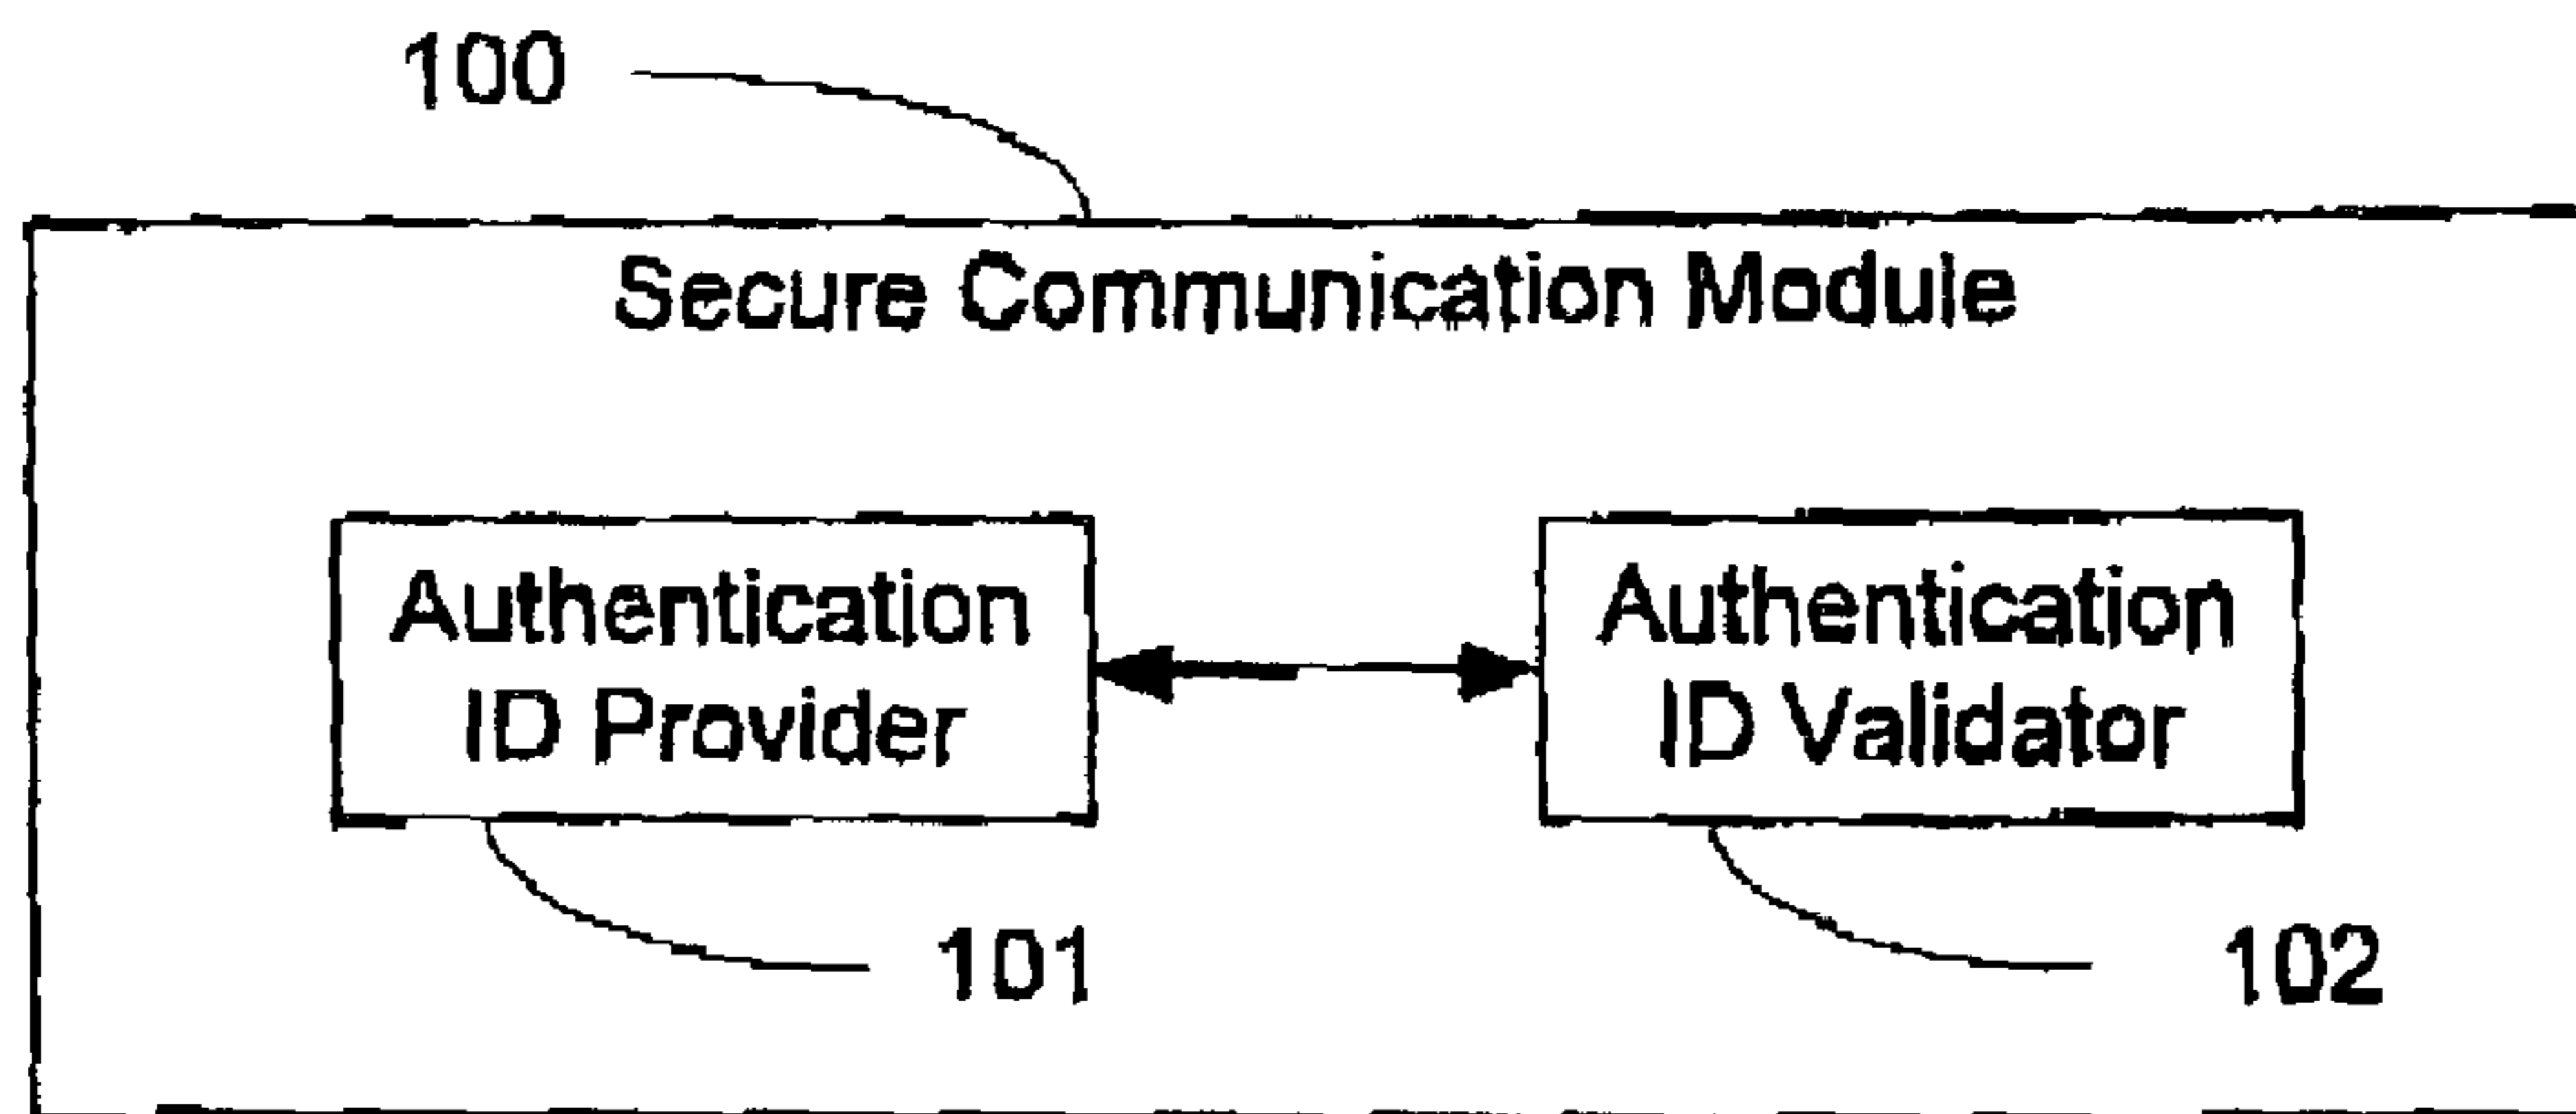 100
Secure Communication Module
Authentication
ID Provider
Authentication
ID Validator
101
102